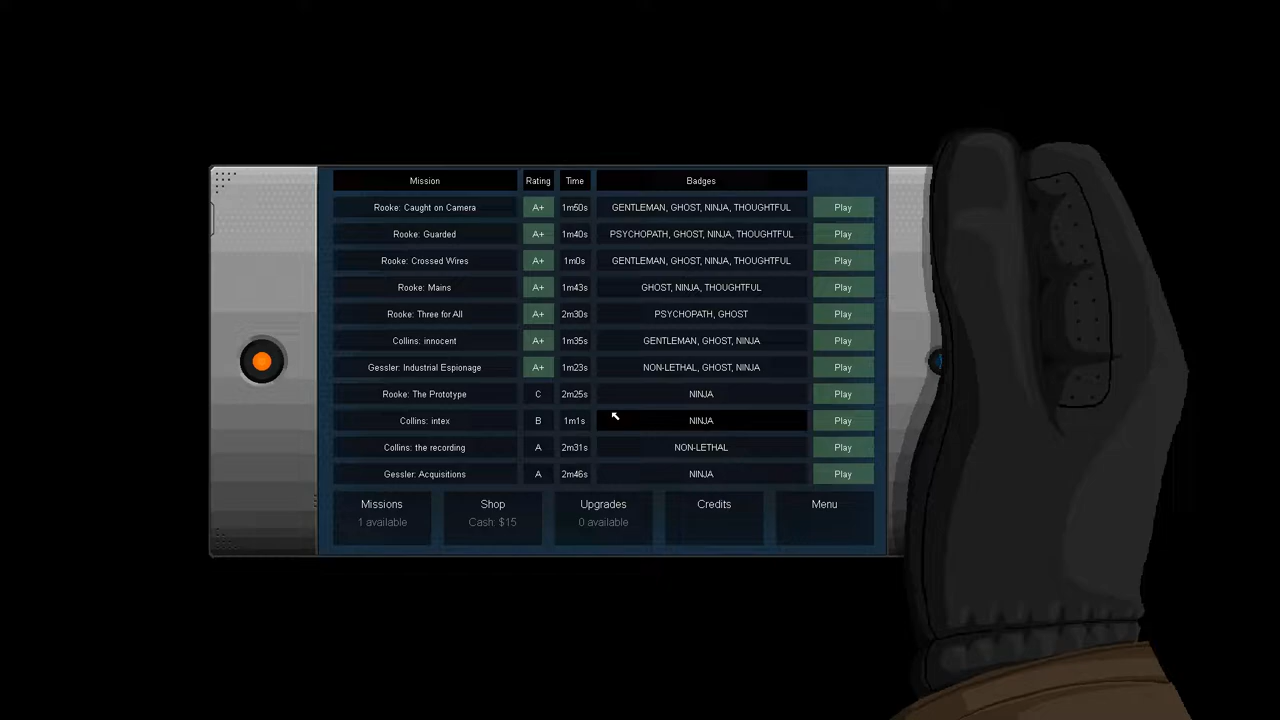 Mission Rating Time Badges
Rooke: Caught on Camera A+ 1m50s GENTLEMAN, GHOST, NINJA, THOUGHTFUL Play
Rooke: Guarded A+ 1m40s PSYCHOPATH, GHOST, NINJA, THOUGHTFUL Play
Rooke: Crossed Wires A+ 1m0s GENTLEMAN, GHOST, NINJA, THOUGHTFUL Play
Rooke: Mains A+ 1m43s GHOST, NINJA, THOUGHTFUL Play
Rooke: Three for All A+ 2m30s PSYCHOPATH, GHOST Play
Collins: innocent A+ 1m35s GENTLEMAN, GHOST, NINJA Play
Gessler: Industrial Espionage A+ 1m23s NON-LETHAL, GHOST, NINJA Play
Rooke: The Prototype C 2m25s NINJA Play
Collins: intex B 1m1s NINJA Play
Collins: the recording A 2m31s NON-LETHAL Play
Gessler: Acquisitions A 2m46s NINJA Play
Missions Shop Upgrades Credits Menu
1 available Cash: $15 0 available